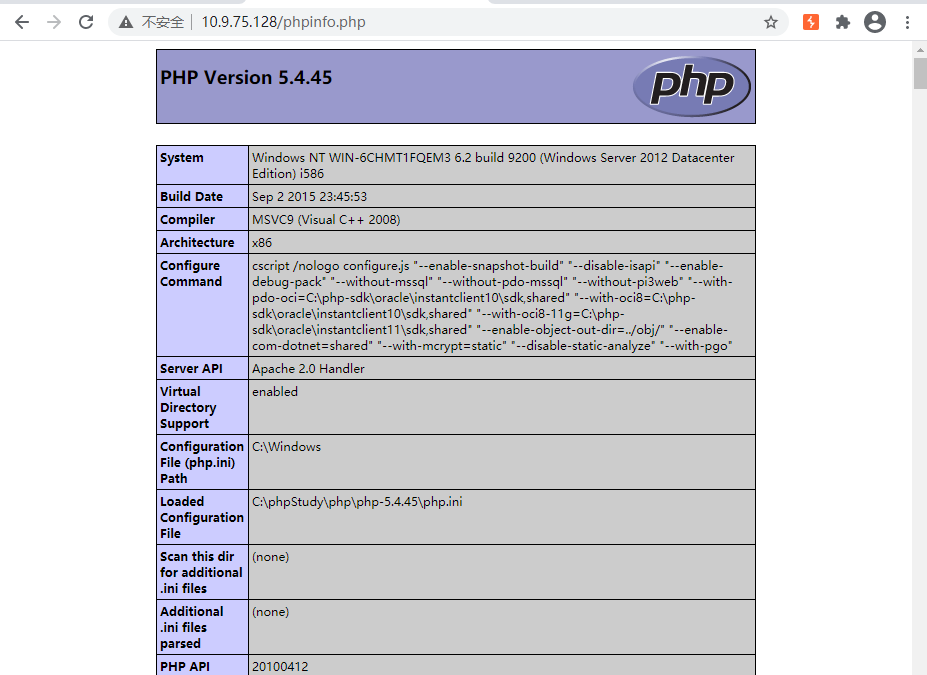 不安全 | 10.9.75.128/phpinfo.php
PHP Version 5.4.45
php
System
Windows NT WIN-6CHMT1FQEM3 6.2 build 9200 (Windows Server 2012 Datacenter
Edition) i586
Build Date
Sep 2 2015 23:45:53
Compiler
MSVC9 (Visual C++ 2008)
Architecture
x86
Configure
Command
cscript /nologo configure.js "--enable-snapshot-build" "--disable-isapi" "--enable-
debug-pack" "--without-mssql" "--without-pdo-mssql" "--without-pi3web" "--with-
pdo-oci=C:\php-sdk\oracle\instantclient10\sdk,shared" "--with-oci8=C:\php-
sdk\oracle\instantclient10\sdk,shared" "--with-oci8-11g=C:\php-
sdk\oracle\instantclient11\sdk,shared" "--enable-object-out-dir=../obj/" "--enable-
com-dotnet=shared" "--with-mcrypt=static" "--disable-static-analyze" "--with-pgo"
Server API
Apache 2.0 Handler
Virtual
Directory
Support
enabled
Configuration
File (php.ini)
Path
C:\Windows
Loaded
Configuration
File
C:\phpStudy\php\php-5.4.45\php.ini
Scan this dir
for additional
.ini files
(none)
Additional
.ini files
parsed
(none)
PHP API
20100412